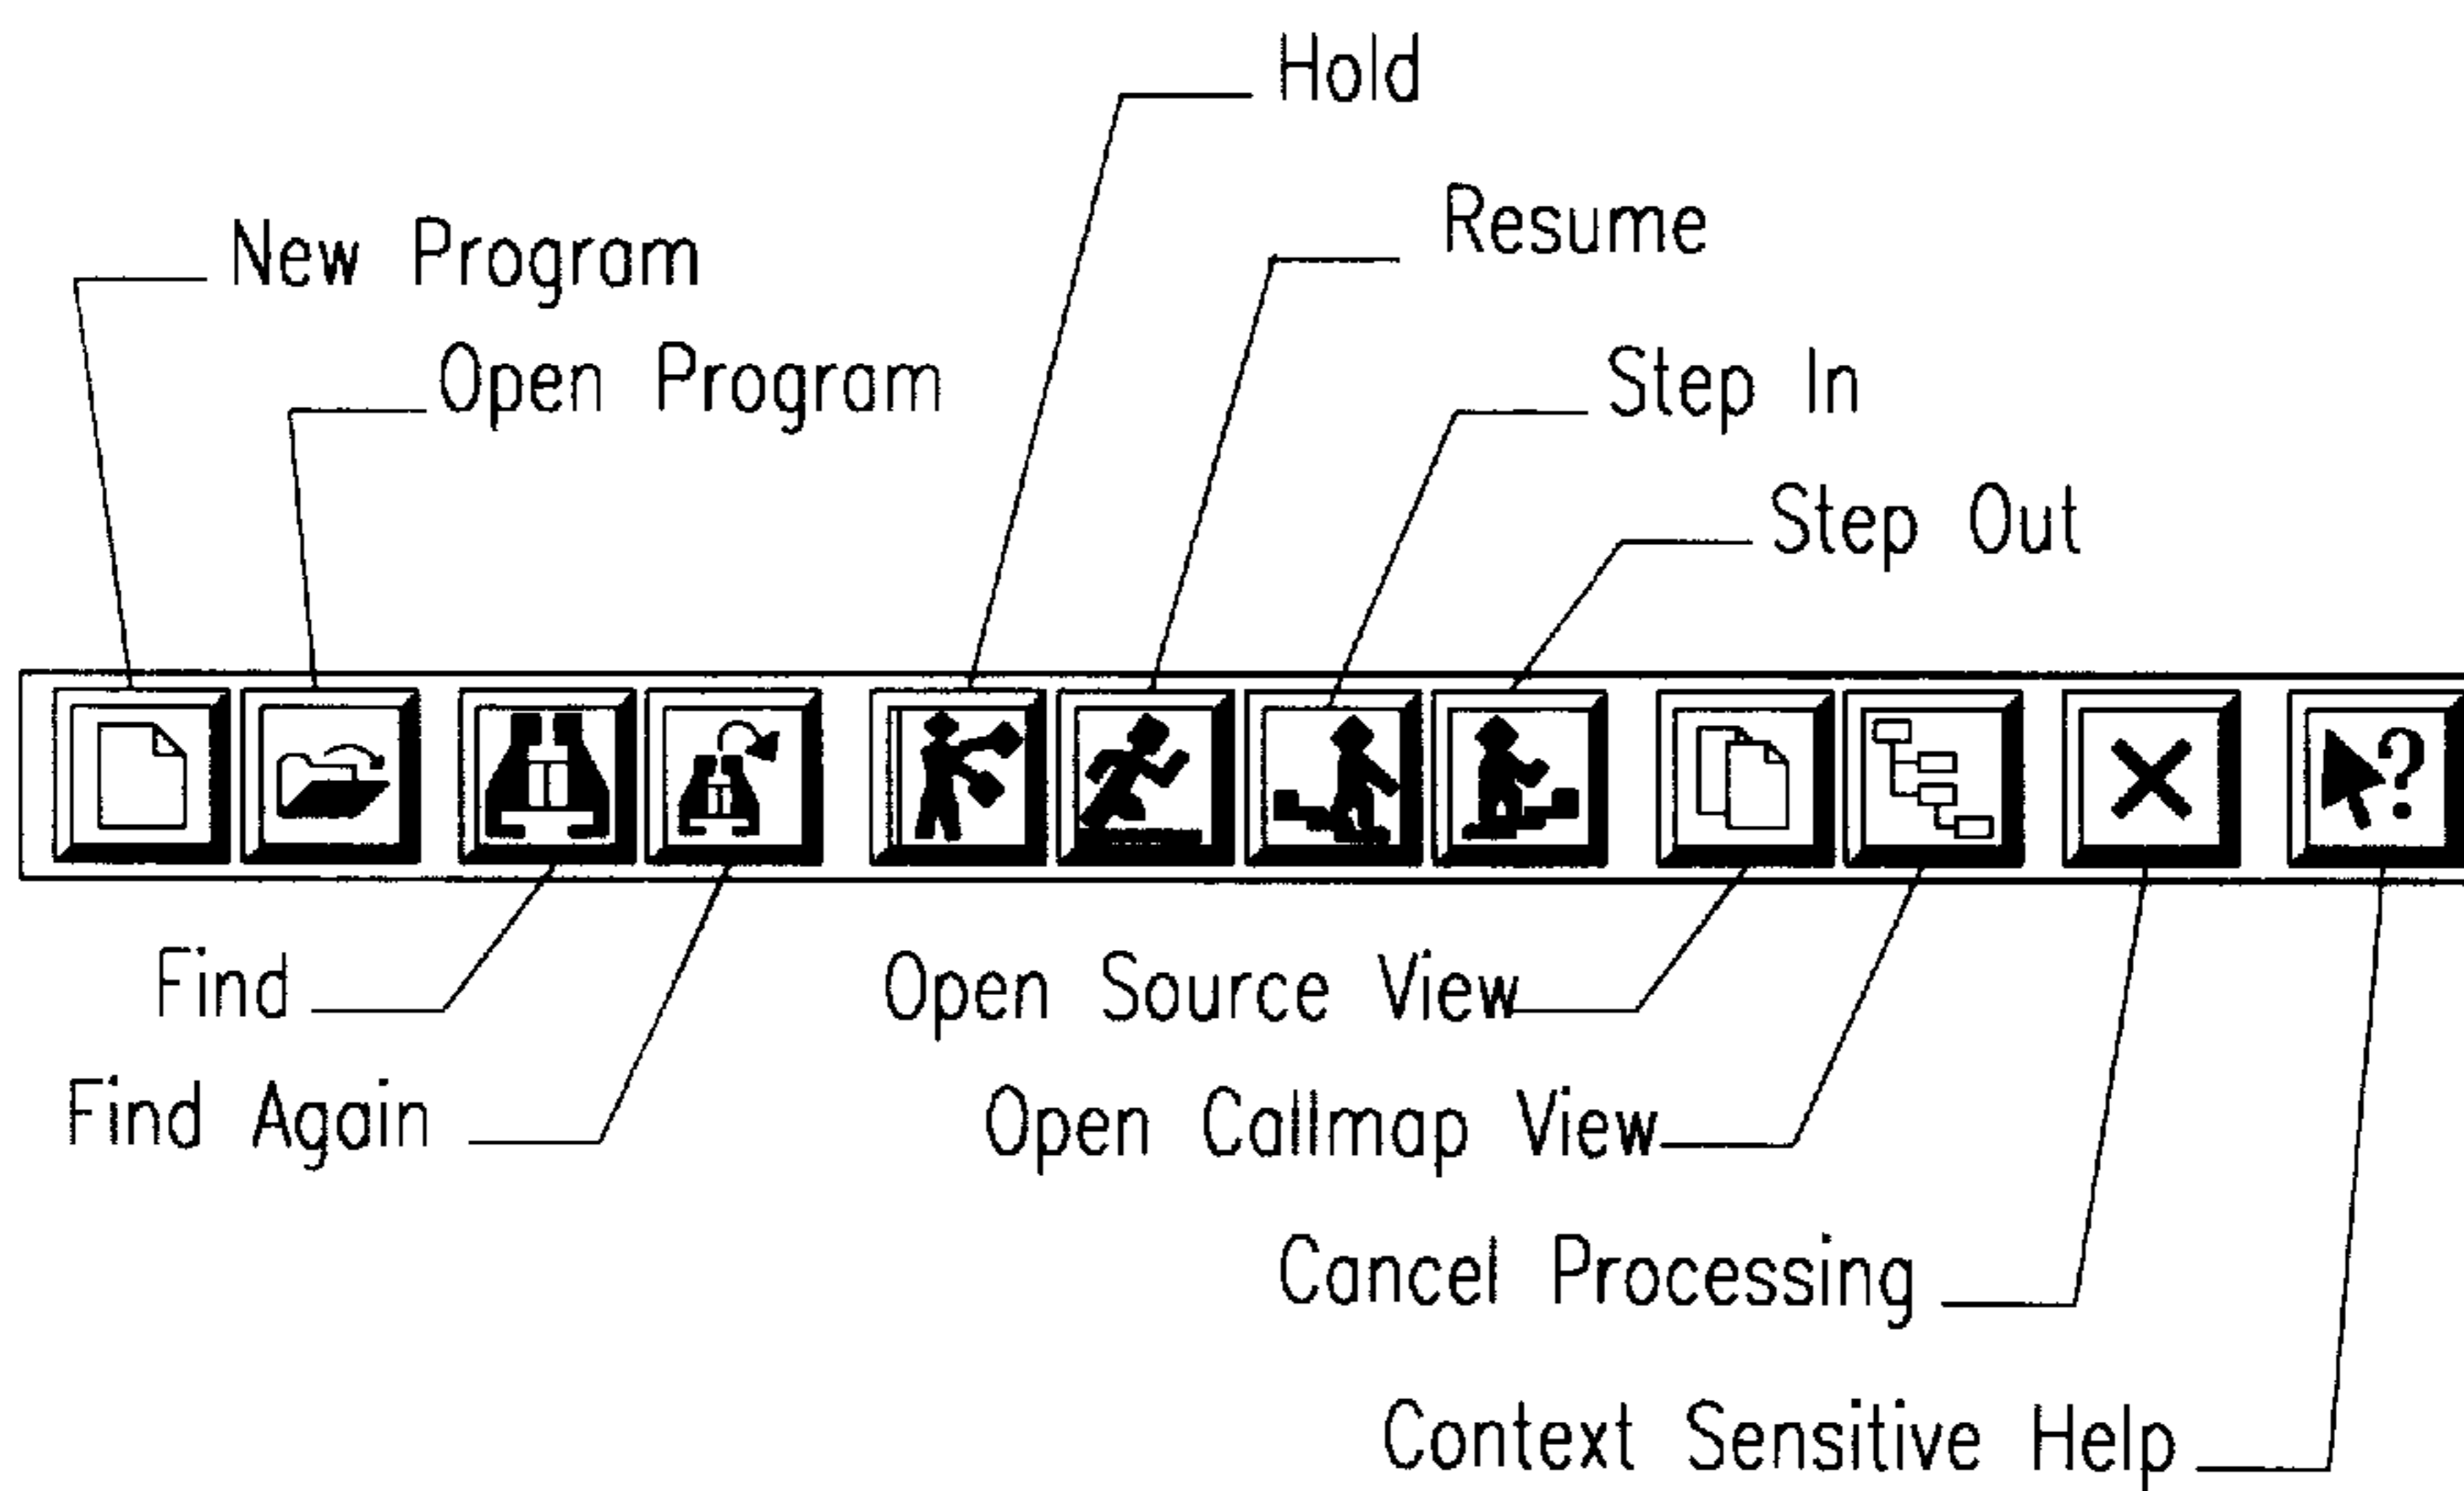 Hold
Resume
New Program
Open Program
Step In
Step Out
?
Find
Find Again
Open Source View
Open Callmap View
Cancel Processing
Context Sensitive Help